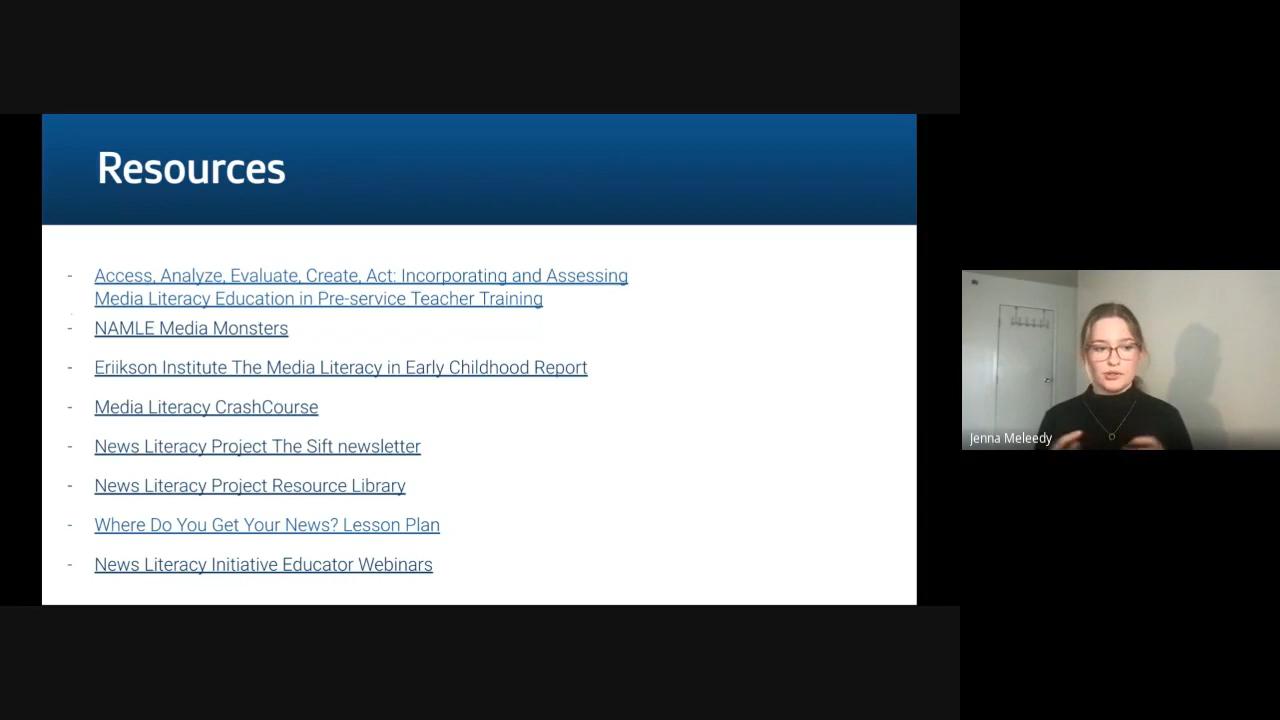 Resources
- Access, Analyze, Evaluate, Create, Act: Incorporating and Assessing
Media Literacy Education in Pre-service Teacher Training
- NAMLE Media Monsters
- Eriikson Institute The Media Literacy in Early Childhood Report
- Media Literacy CrashCourse
- News Literacy Project The Sift newsletter
- News Literacy Project Resource Library
- Where Do You Get Your News? Lesson Plan
- News Literacy Initiative Educator Webinars
Jenna Meleedy